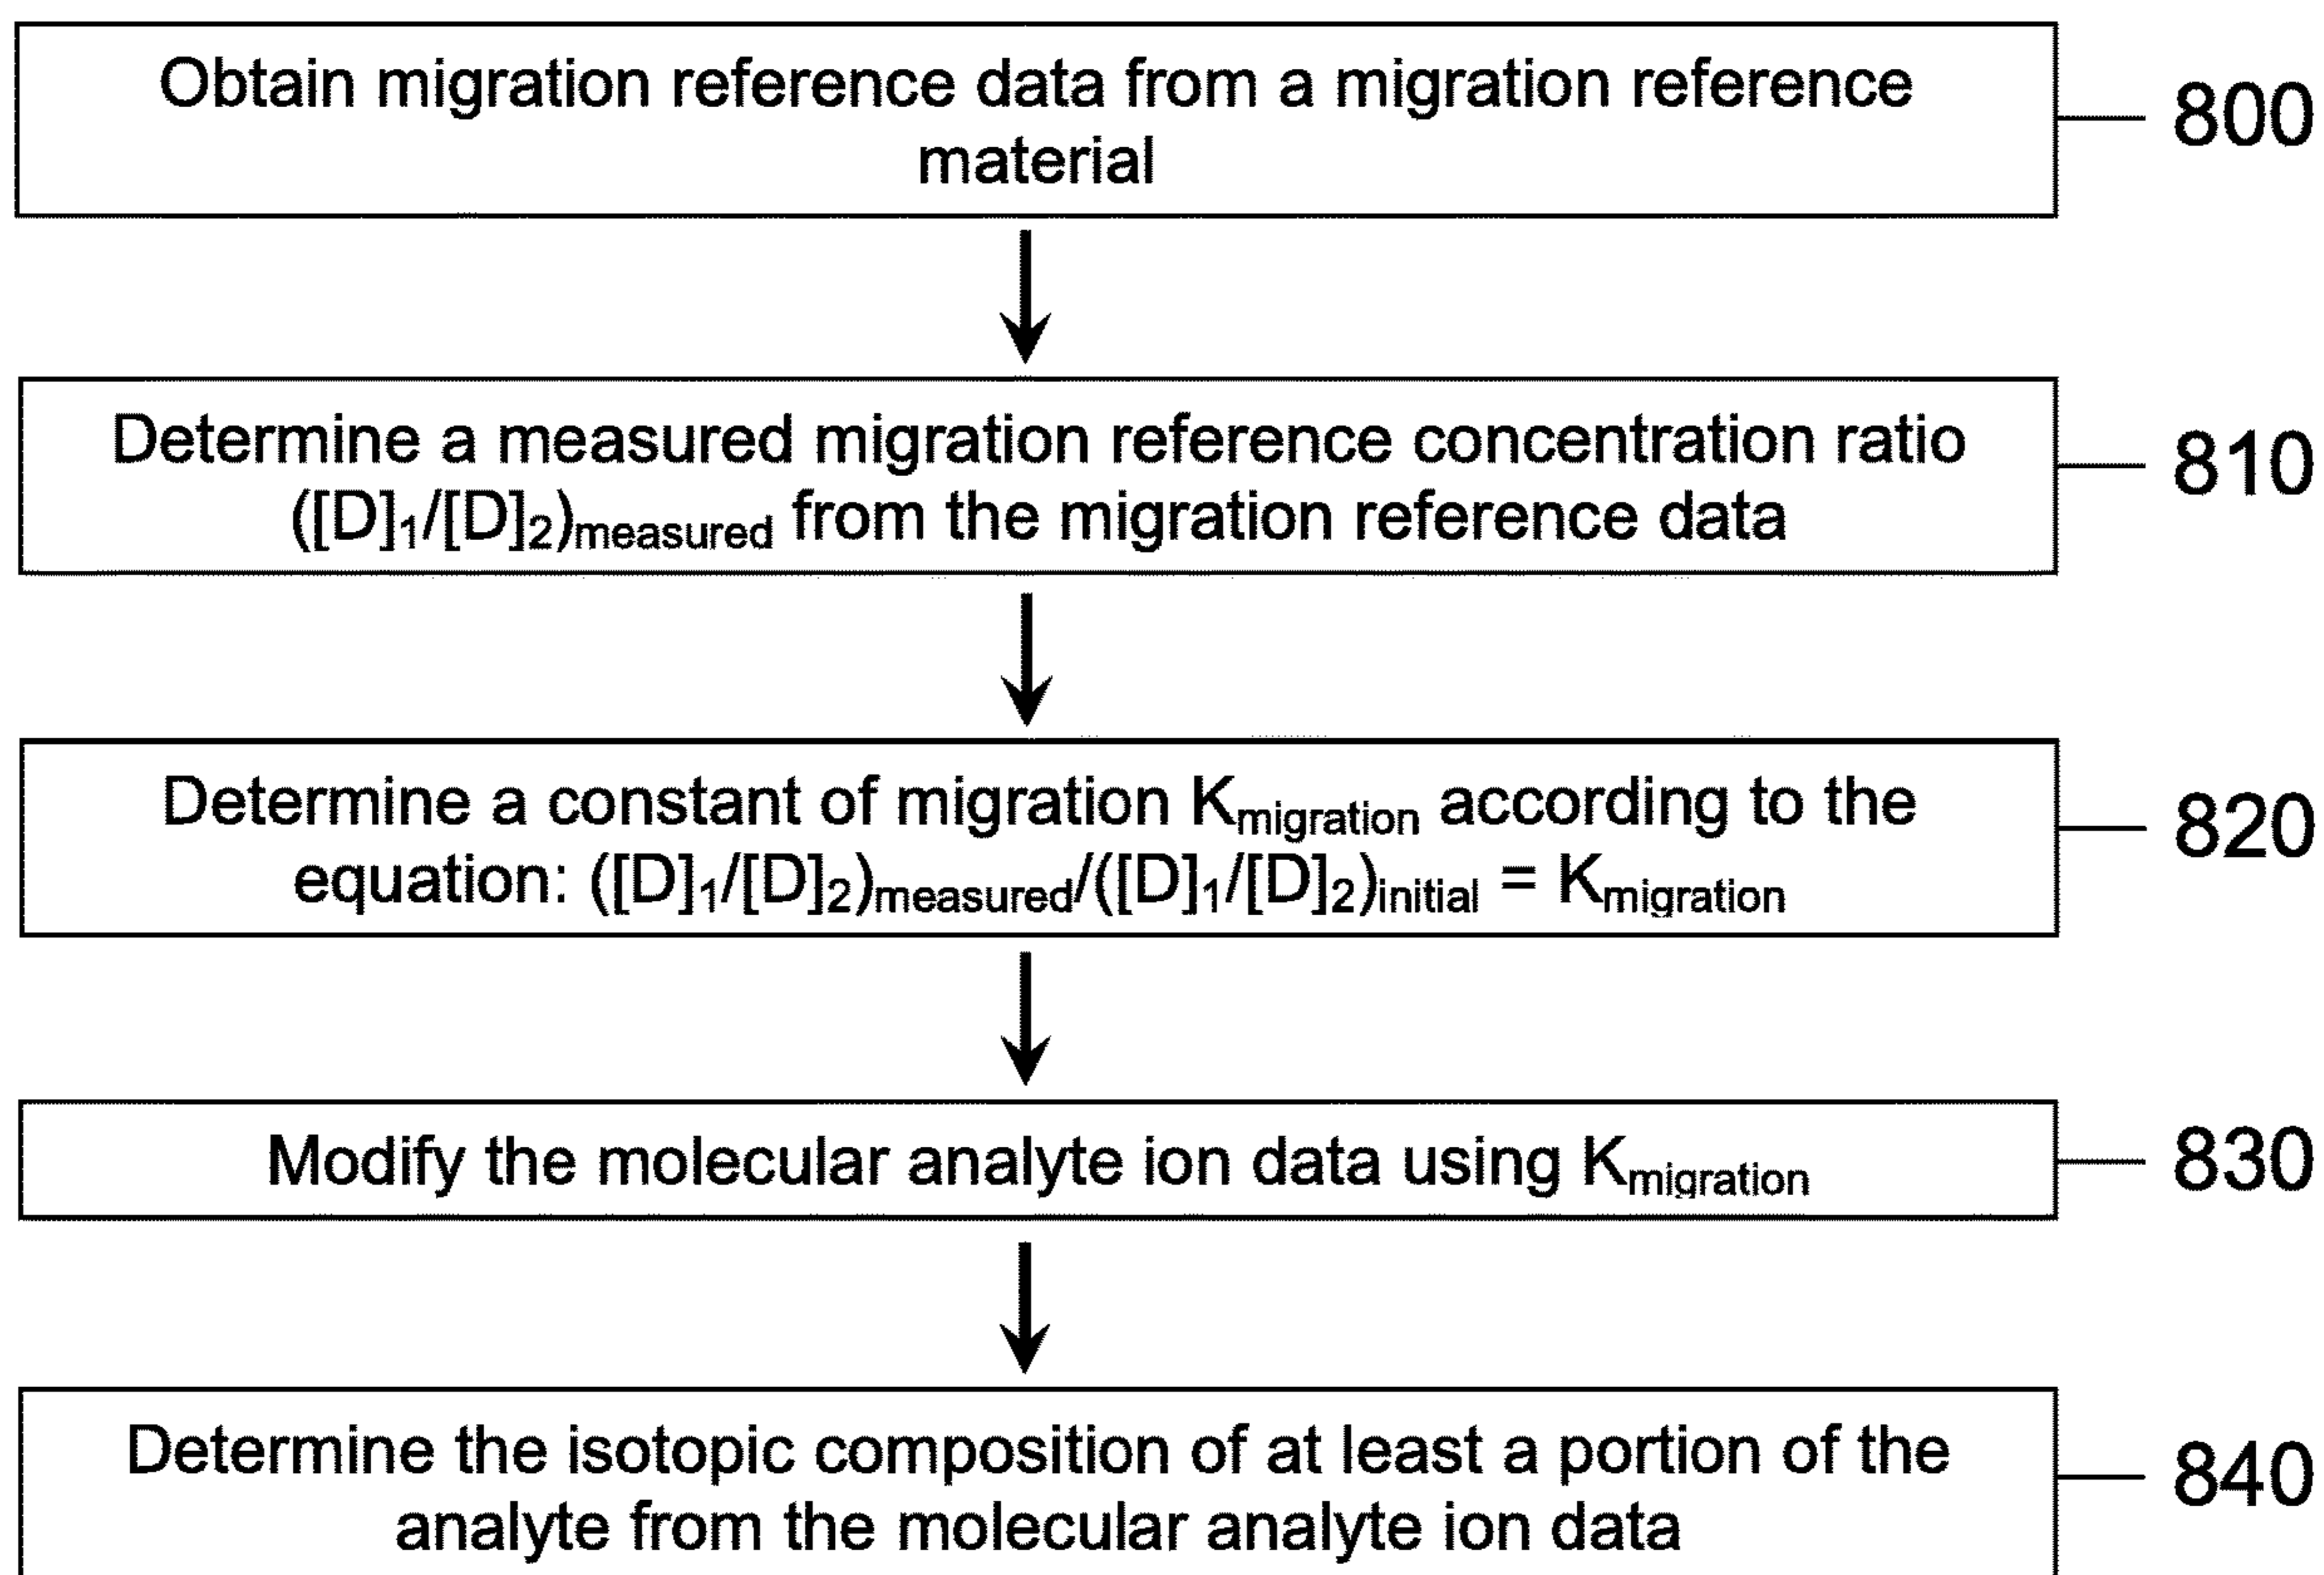 Obtain migration reference data from a migration reference
material
800
Determine a measured migration reference concentration ratio
([D]₁/[D]₂)measured from the migration reference data
810
Determine a constant of migration Kmigration according to the
equation: ([D]₁/[D]₂)measured/([D]₁/[D]₂)initial = Kmigration
820
Modify the molecular analyte ion data using Kmigration
830
Determine the isotopic composition of at least a portion of the
analyte from the molecular analyte ion data
840